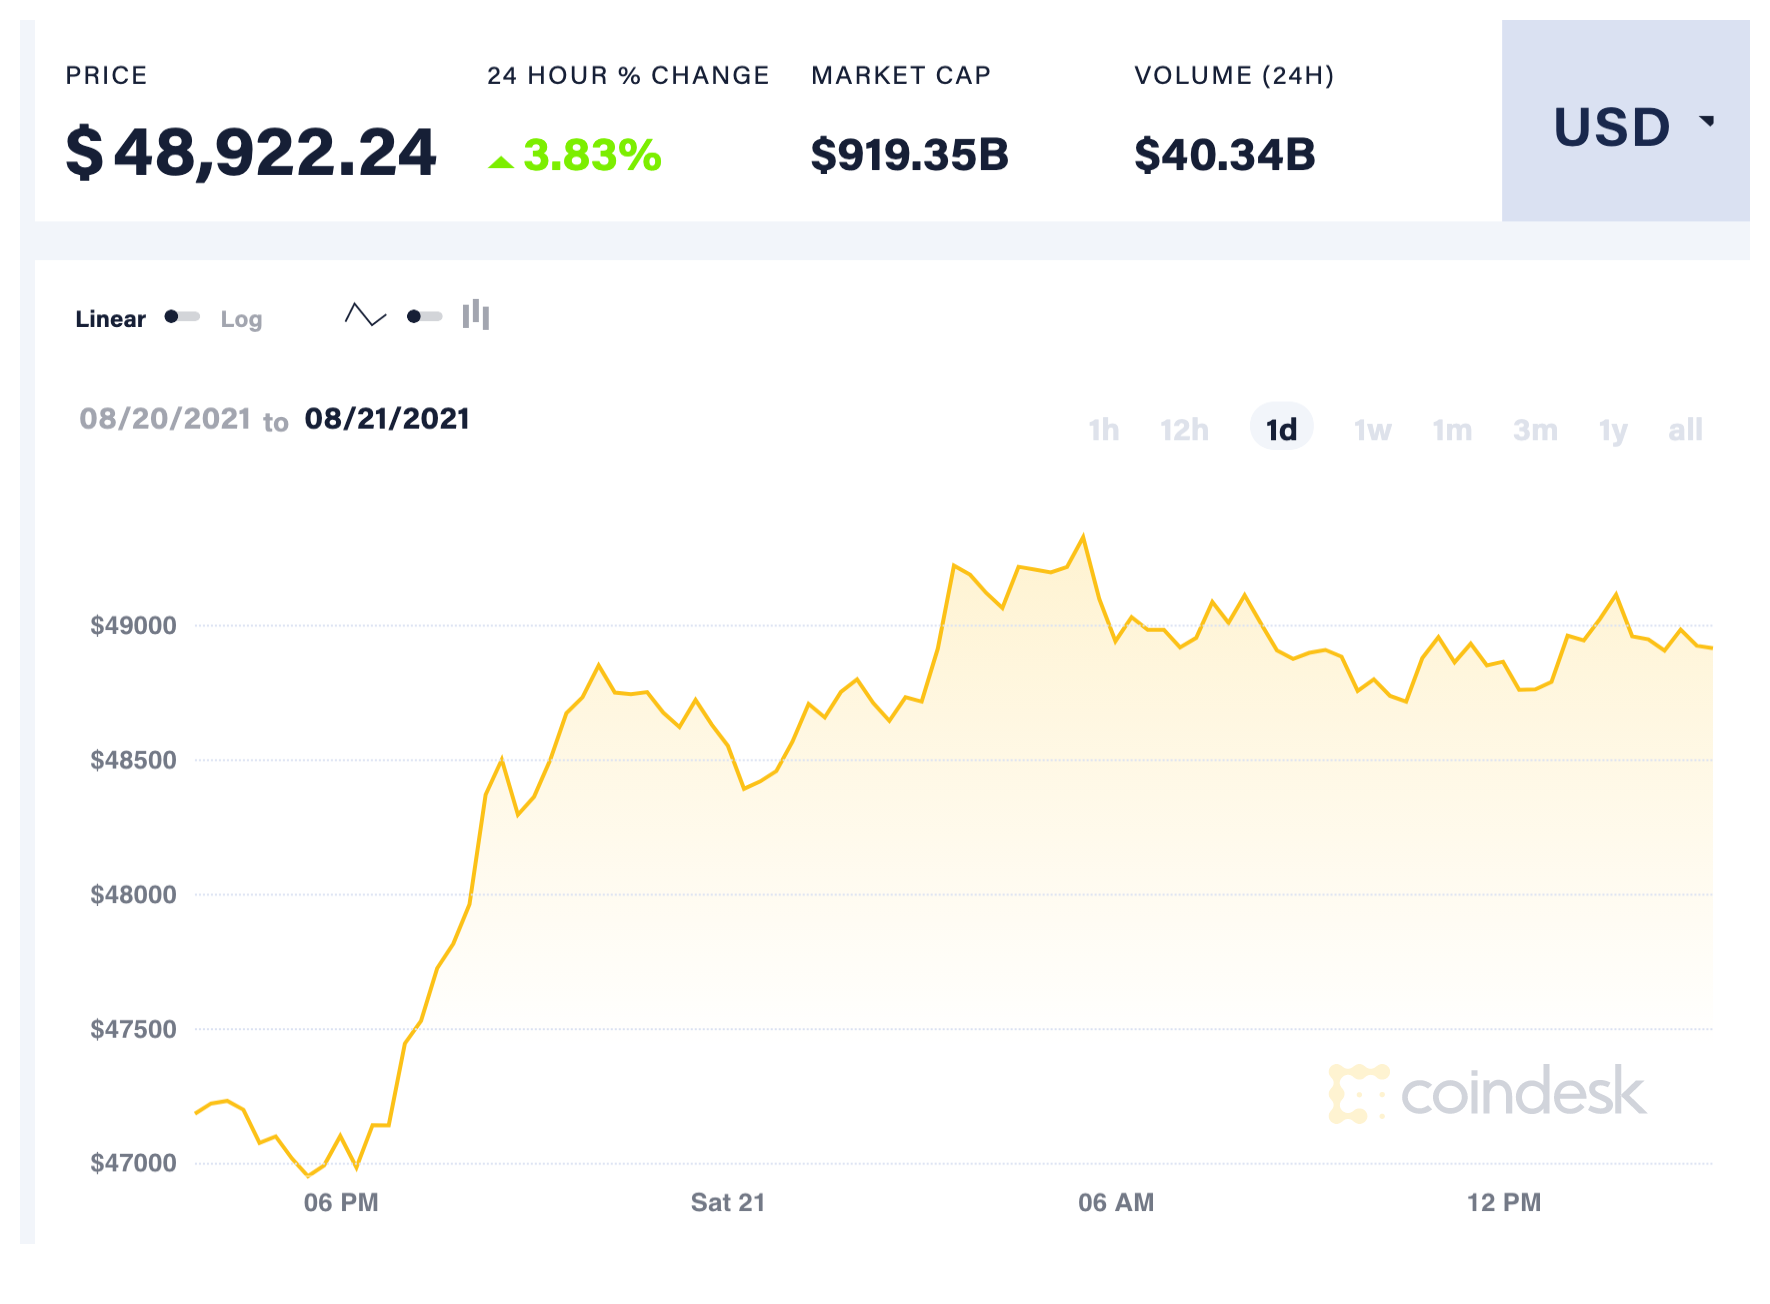 PRICE
24 HOUR % CHANGE
MARKET CAP
VOLUME (24H)
$48,922.24
3.83%
$919.35B
$40.34B
USD
Linear
Log
08/20/2021 to 08/21/2021
1h 12h 1d 1w 1m 3m 1y all
$49000
$48500
$48000
$47500
$47000
coindesk
06 PM
Sat 21
06 AM
12 PM